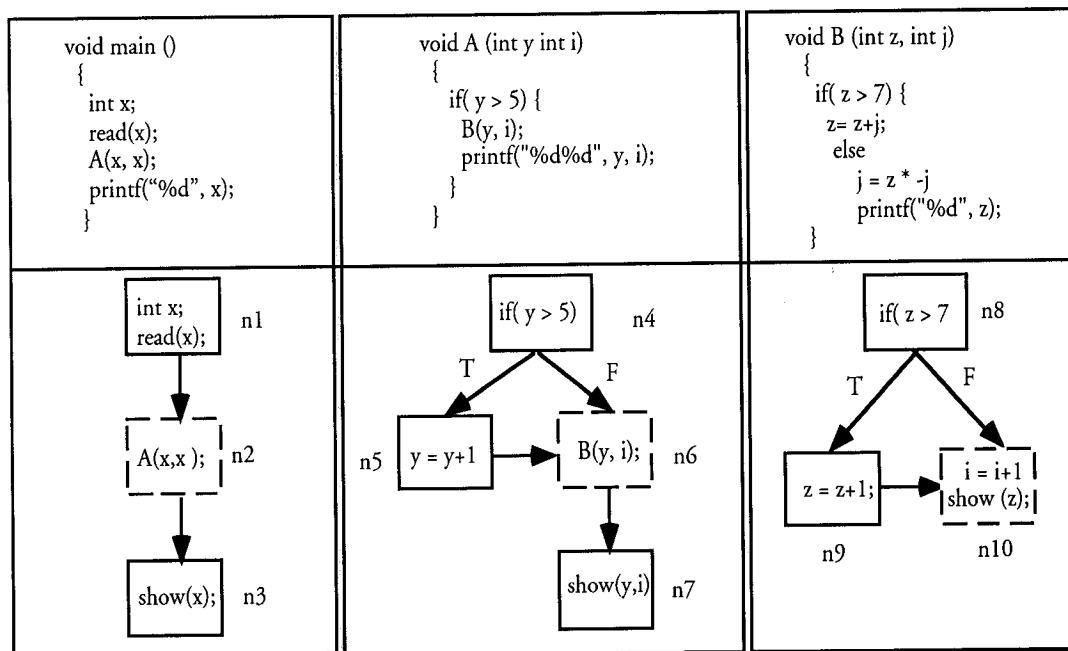 void main ()
{
int x;
read(x);
A(x, x);
printf(“%d”, x);
}
void A (int y int i)
{
if( y > 5) {
B(y, i);
printf("%d%d", y, i);
}
}
void B (int z, int j)
{
if( z > 7) {
z= z+j;
else
j = z * -j
printf("%d", z);
}
int x;
read(x);
n1
A(x,x );
n2
show(x);
n3
if( y > 5)
n4
T
F
n5
y = y+1
B(y, i);
n6
show(y,i)
n7
if( z > 7
n8
T
F
z = z+1;
i = i+1
show (z);
n9
n10